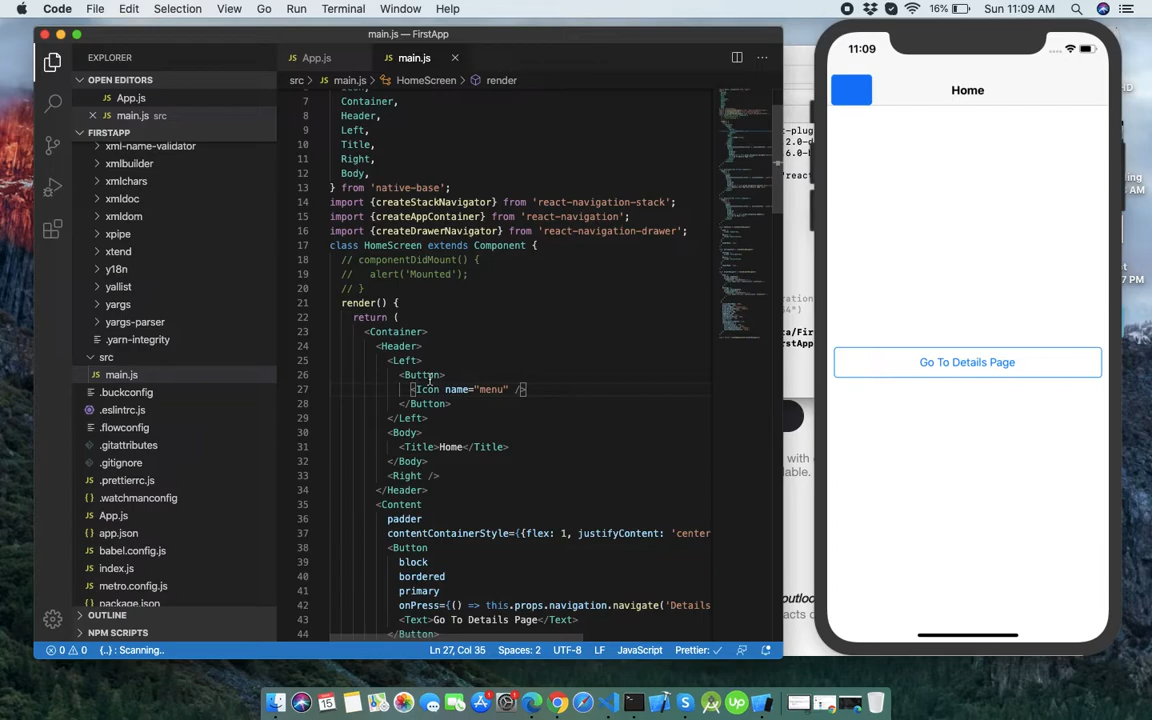 Code File Edit Selection View Go Run Terminal Window Help
16% Sun 11:09 AM
main.js — FirstApp
EXPLORER
OPEN EDITORS
App.js
main.js src
FIRSTAPP
xml-name-validator
xmlbuilder
xmlchars
xmldoc
xmldom
xpipe
xtend
y18n
yallist
yargs
yargs-parser
.yarn-integrity
src
main.js
.buckconfig
.eslintrc.js
.flowconfig
.gitattributes
.gitignore
.prettierrc.js
.watchmanconfig
App.js
app.json
babel.config.js
index.js
metro.config.js
package.json
OUTLINE
NPM SCRIPTS
App.js main.js
src > main.js > HomeScreen > render
7 Container,
8 Header,
9 Left,
10 Title,
11 Right,
12 Body,
13 } from 'native-base';
14 import {createStackNavigator} from 'react-navigation-stack';
15 import {createAppContainer} from 'react-navigation';
16 import {createDrawerNavigator} from 'react-navigation-drawer';
17 class HomeScreen extends Component {
18 // componentDidMount() {
19 //   alert('Mounted');
20 // }
21 render() {
22 return (
23 <Container>
24 <Header>
25 <Left>
26 <Button>
27 <Icon name="menu" />
28 </Button>
29 </Left>
30 <Body>
31 <Title>Home</Title>
32 </Body>
33 <Right />
34 </Header>
35 <Content
36 padder
37 contentContainerStyle={{flex: 1, justifyContent: 'center
38 <Button
39 block
40 bordered
41 primary
42 onPress={() => this.props.navigation.navigate('Details
43 <Text>Go To Details Page</Text>
44 </Button>
0 0 {..} : Scanning..
Ln 27, Col 35 Spaces: 2 UTF-8 LF JavaScript Prettier: ✓
11:09
Home
Go To Details Page